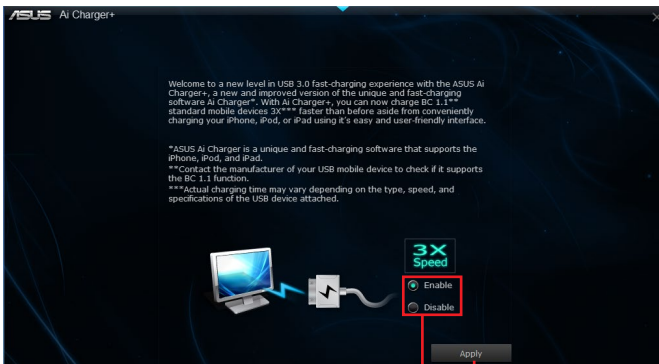 ASUS Ai Charger+
Welcome to a new level in USB 3.0 fast-charging experience with the ASUS Ai
Charger+, a new and improved version of the unique and fast-charging
software Ai Charger*. With Ai Charger+, you can now charge BC 1.1**
standard mobile devices 3X*** faster than before aside from conveniently
charging your iPhone, iPod, or iPad using it's easy and user-friendly interface.
*ASUS Ai Charger is a unique and fast-charging software that supports the
iPhone, iPod, and iPad.
**Contact the manufacturer of your USB mobile device to check if it supports
the BC 1.1 function.
***Actual charging time may vary depending on the type, speed, and
specifications of the USB device attached.
3X
Speed
Enable
Disable
Apply